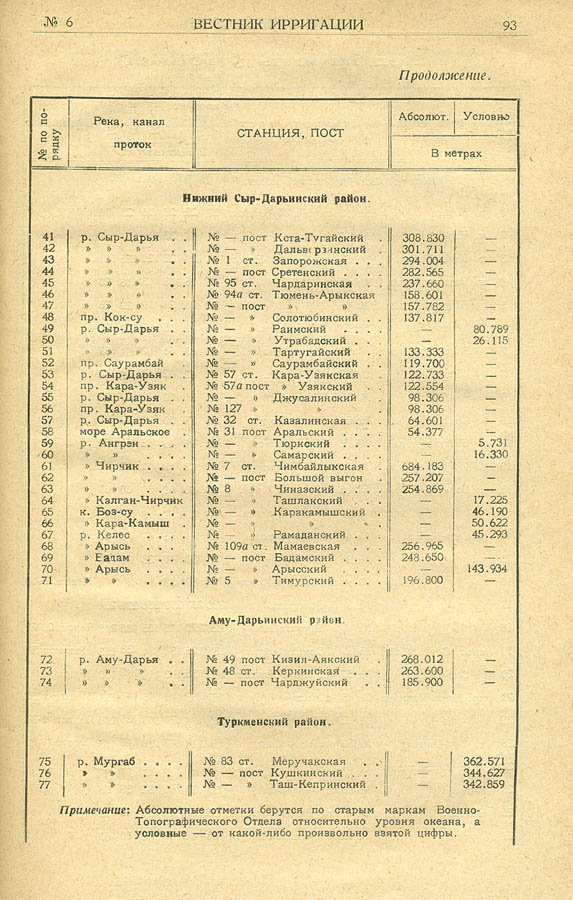 № 6 ВЕСТНИК ИРРИГАЦИИ 93
Продолжение.
№ по порядку Река, канал проток СТАНЦИЯ, ПОСТ Абсолют. Условно
В метрах
Нижний Сыр-Дарьинский район.
41 р. Сыр-Дарья . . № — пост Кста-Тугайский . 308.830 —
42 » » » . . № — » Дальверзинский . 301.711 —
43 » » » . . № 1 ст. Запорожская . . . 294.004 —
44 » » » . . № — пост Сретенский . . . . 282.565 —
45 » » » . . № 95 ст. Чардаринская . . 237.660 —
46 » » » . . № 94а ст. Тюмень-Арыкская 158.601 —
47 » » » . . № — пост » » 157.782 —
48 пр. Кок-су . . . № — » Солотюбинский . . 137.817 —
49 р. Сыр-Дарья . . № — » Раимский . . . . — 80.789
50 » » » . . № — » Утрабадский . . . — 26.115
51 » » » . . № — » Тартугайский . . 133.333 —
52 пр. Саурамбай . № — » Саурамбайский . . 119.700 —
53 р. Сыр-Дарья . . № 57 ст. Кара-Узякская . . 122.733 —
54 пр. Кара-Узяк . № 57а пост » Узякский . . 122.554 —
55 р. Сыр-Дарья . . № — » Джусалинский . . 98.306 —
56 пр. Кара-Узяк . № 127 » » 98.306 —
57 р. Сыр-Дарья . . № 32 ст. Казалинская . . . 64.601 —
58 море Аральское . № 31 пост Аральский . . . . 54.377 —
59 р. Ангрэн . . . . № — » Тюркский . . . . — 5.731
60 » . . . . № — » Самарский . . . . — 16.330
61 » Чирчик . . . . № 7 ст. Чимбайлыкская . 684.183 —
62 » . . . . № — пост Большой выгон . 257.207 —
63 » . . . . № 8 » Чиназский . . . . 254.869 —
64 » Калган-Чирчик № — » Ташлакский . . . — 17.225
65 к. Боз-су . . . . № — » Каракамышский . — 46.190
66 » Кара-Камыш № — » » . — 50.622
67 р. Келес . . . . № — » Рамаданский . . . — 45.293
68 » Арысь . . . . № 109а ст. Мамаевская . . . 256.965 —
69 » Бадам . . . . № — пост Бадамский . . . 248.650 —
70 » Арысь . . . . № — » Арысский . . . . — 143.934
71 » » . . . . № 5 » Тимурский . . . . 196.800 —
Аму-Дарьинский район.
72 р. Аму-Дарья . . № 49 пост Кизил-Аякский . 268.012 —
73 » » » . . № 48 ст. Керкинская . . . 263.600 —
74 » » » . . № — пост Чарджуйский . . 185.900 —
Туркменский район.
75 р. Мургаб . . . . № 83 ст. Меручакская . . — 362.571
76 » » . . . . № — пост Кушкинский . . . — 344.627
77 » » . . . . № — » Таш-Кепринский . — 342.859
Примечание: Абсолютные отметки берутся по старым маркам Военно-
Топографического Отдела относительно уровня океана, а
условные — от какой-либо произвольно взятой цифры.